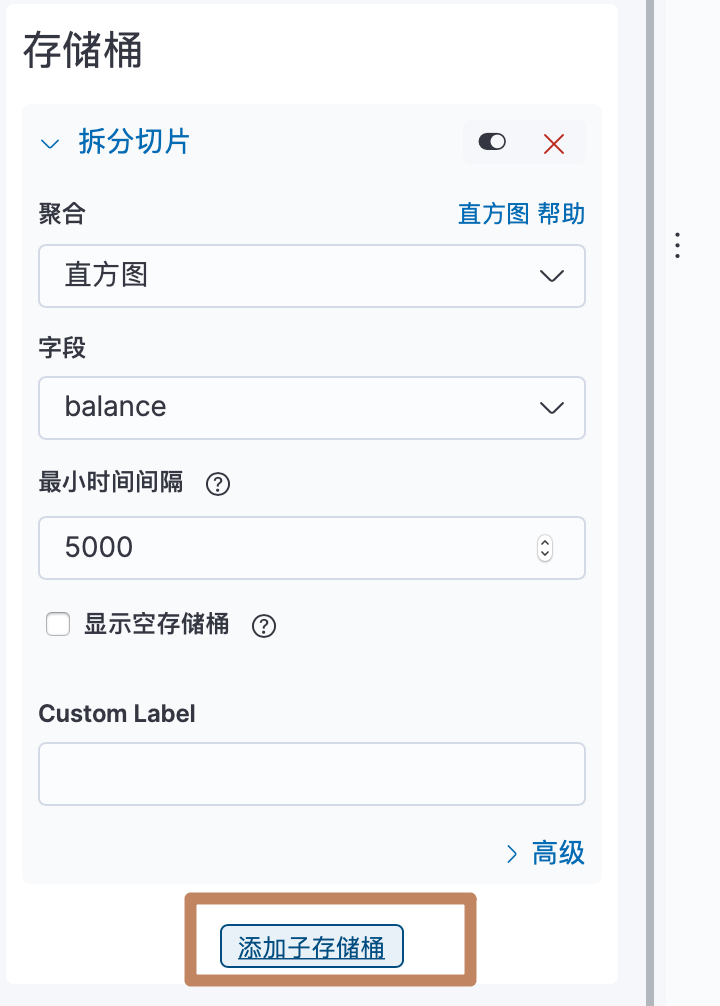 存储桶
拆分切片
聚合 直方图 帮助
直方图
字段
balance
最小时间间隔
5000
显示空存储桶
Custom Label
高级
添加子存储桶